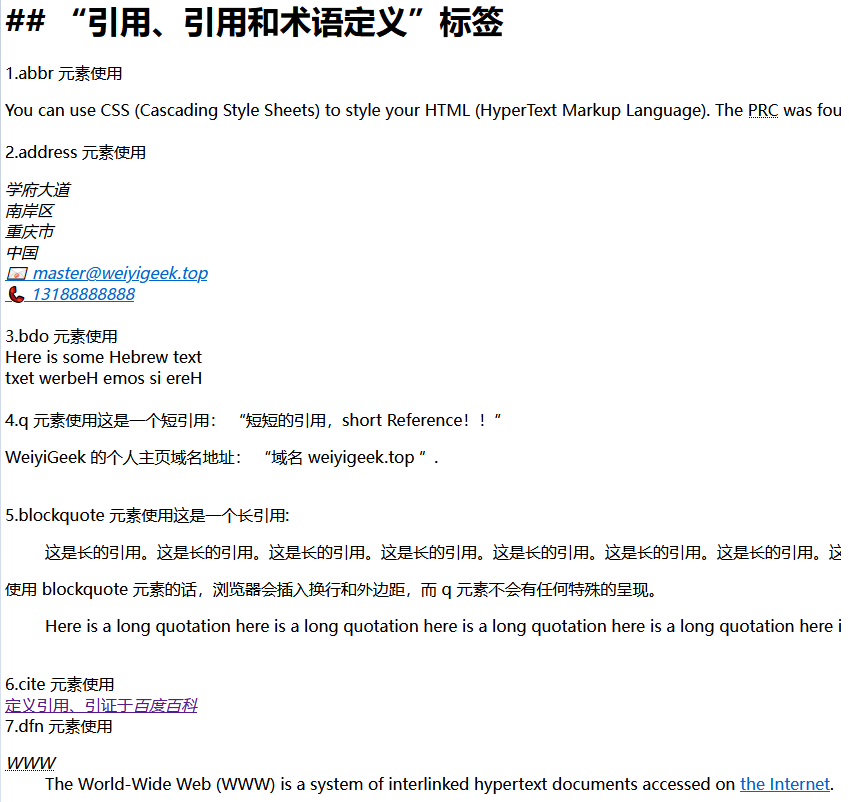 ## “引用、引用和术语定义”标签
1.abbr 元素使用
You can use CSS (Cascading Style Sheets) to style your HTML (HyperText Markup Language). The PRC was fou
2.address 元素使用
学府大道
南岸区
重庆市
中国
📧 master@weiyigeek.top
📞 13188888888
3.bdo 元素使用
Here is some Hebrew text
txet werbeH emos si ereH
4.q 元素使用这是一个短引用： “短短的引用，short Reference！！”
WeiyiGeek 的个人主页域名地址： “域名 weiyigeek.top ”.
5.blockquote 元素使用这是一个长引用:
这是长的引用。这是长的引用。这是长的引用。这是长的引用。这是长的引用。这是长的引用。这是长的引用。这
使用 blockquote 元素的话，浏览器会插入换行和外边距，而 q 元素不会有任何特殊的呈现。
Here is a long quotation here is a long quotation here is a long quotation here is a long quotation here i
6.cite 元素使用
定义引用、引证于百度百科
7.dfn 元素使用
WWW
The World-Wide Web (WWW) is a system of interlinked hypertext documents accessed on the Internet.